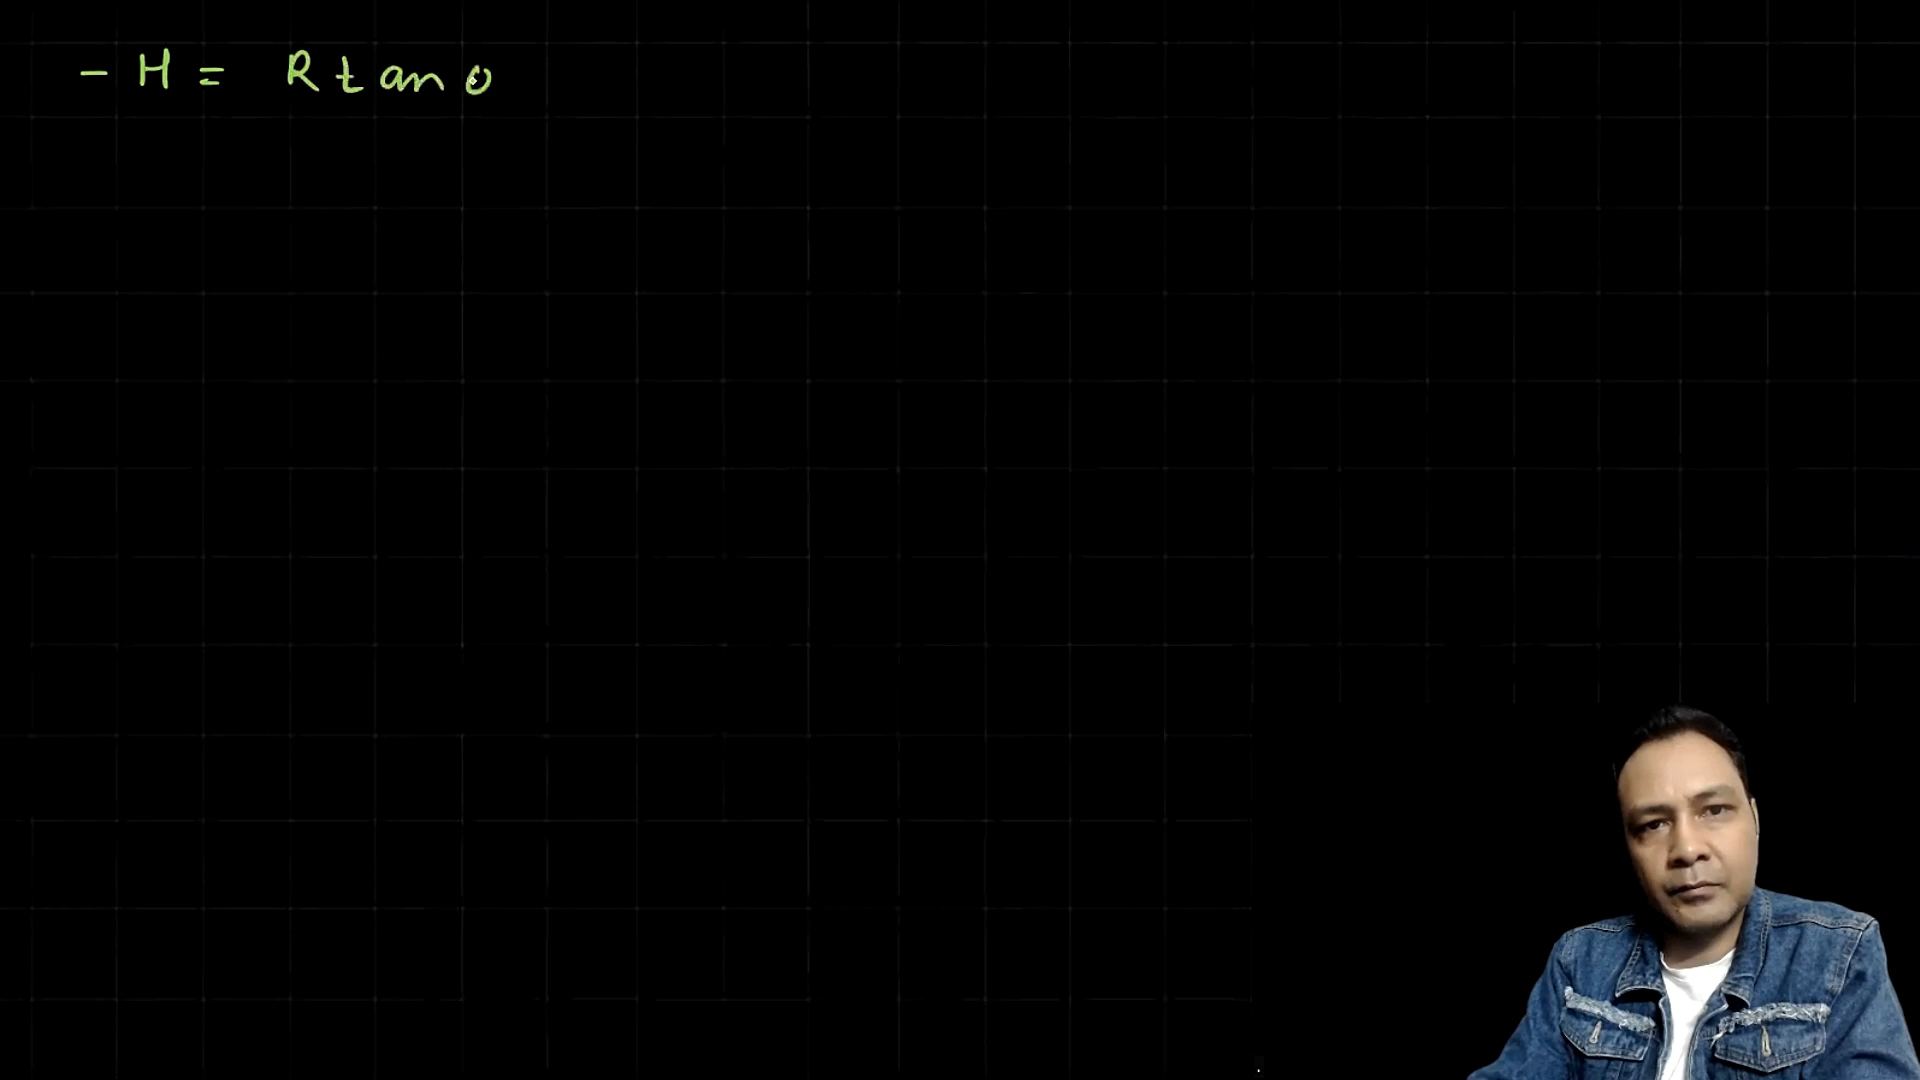 - H = R tan o